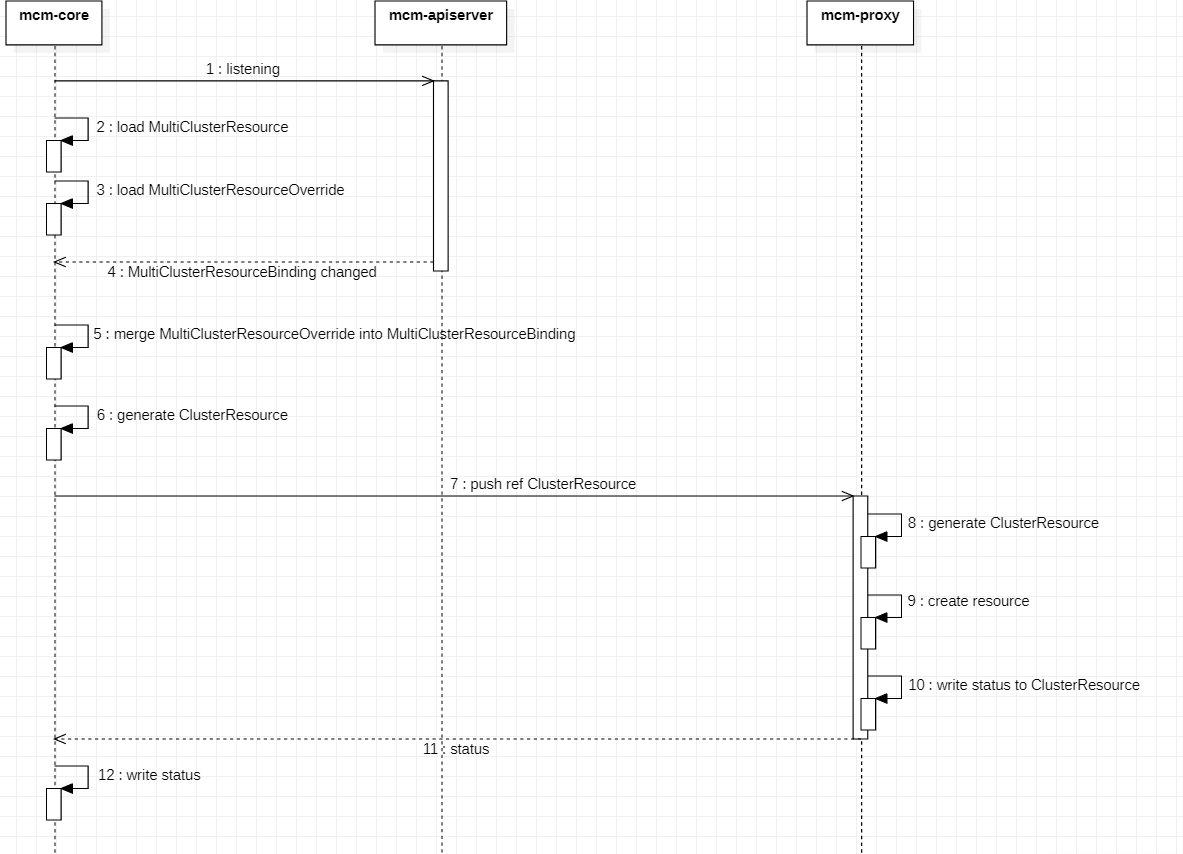 mcm-core
mcm-apiserver
mcm-proxy
1 : listening
2 : load MultiClusterResource
3 : load MultiClusterResourceOverride
4 : MultiClusterResourceBinding changed
5 : merge MultiClusterResourceOverride into MultiClusterResourceBinding
6 : generate ClusterResource
7 : push ref ClusterResource
8 : generate ClusterResource
9 : create resource
10 : write status to ClusterResource
11 : status
12 : write status